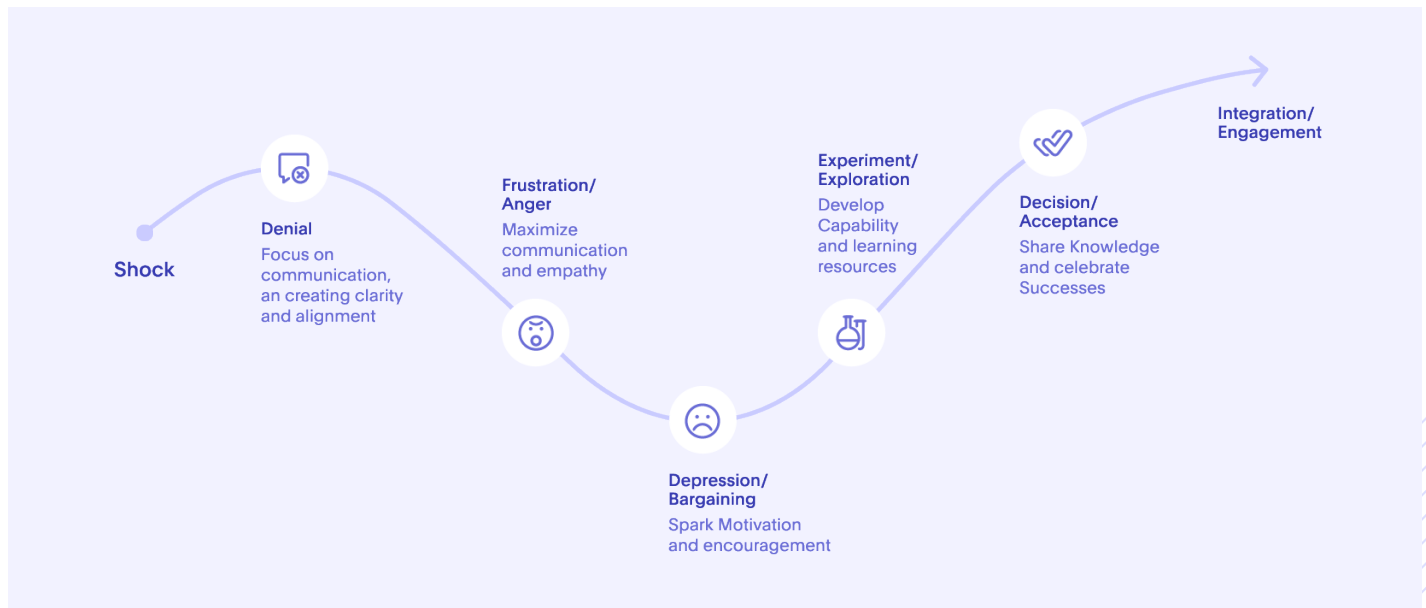 Shock
Denial
Focus on
communication,
an creating clarity
and alignment
Frustration/
Anger
Maximize
communication
and empathy
Depression/
Bargaining
Spark Motivation
and encouragement
Experiment/
Exploration
Develop
Capability
and learning
resources
Decision/
Acceptance
Share Knowledge
and celebrate
Successes
Integration/
Engagement